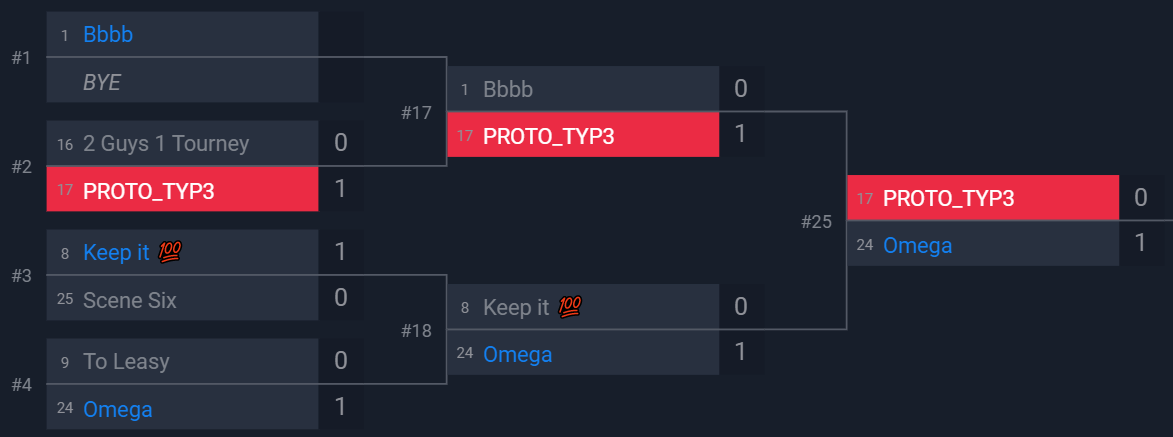 #1
1 Bbbb
BYE
#2
16 2 Guys 1 Tourney 0
17 PROTO_TYP3 1
#3
8 Keep it 💯 1
25 Scene Six 0
#4
9 To Leasy 0
24 Omega 1
#17
1 Bbbb 0
17 PROTO_TYP3 1
#18
8 Keep it 💯 0
24 Omega 1
#25
17 PROTO_TYP3 0
24 Omega 1